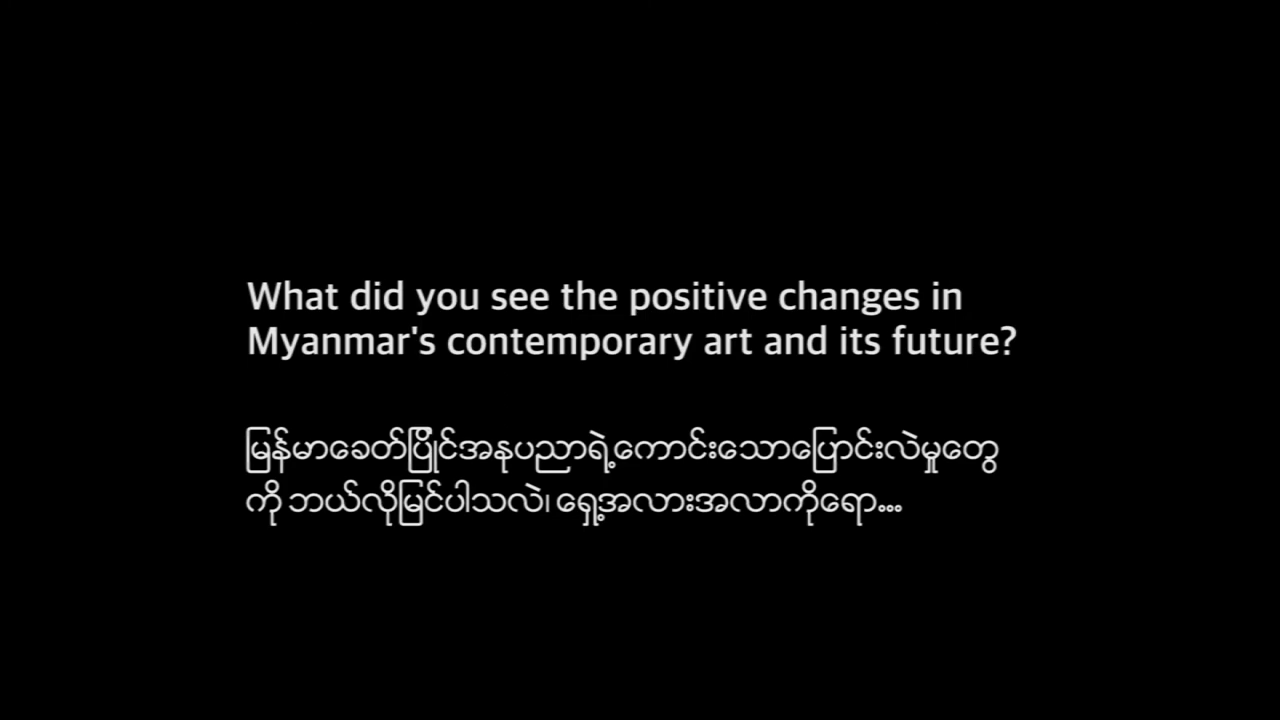 What did you see the positive changes in
Myanmar's contemporary art and its future?
မြန်မာခေတ်ပြိုင်အနုပညာရဲ့ကောင်းသောပြောင်းလဲမှုတွေ
ကို ဘယ်လိုမြင်ပါသလဲ၊ ရှေ့အလားအလာကိုရော...